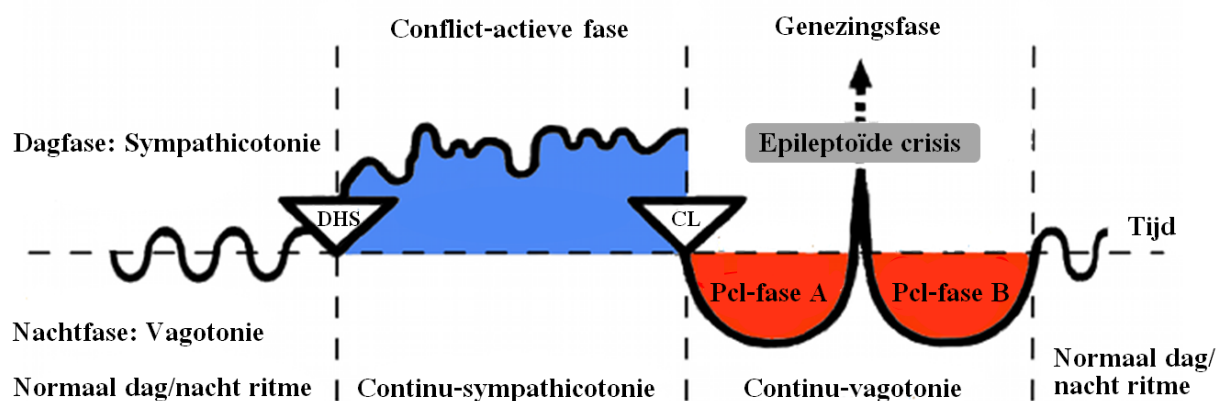 Conflict-actieve fase
Genezingsfase
Dagfase: Sympathicotonie
Epileptoïde crisis
DHS
CL
Tijd
Pcl-fase A
Pcl-fase B
Nachtfase: Vagotonie
Normaal dag/nacht ritme
Continu-sympathicotonie
Continu-vagotonie
Normaal dag/
nacht ritme